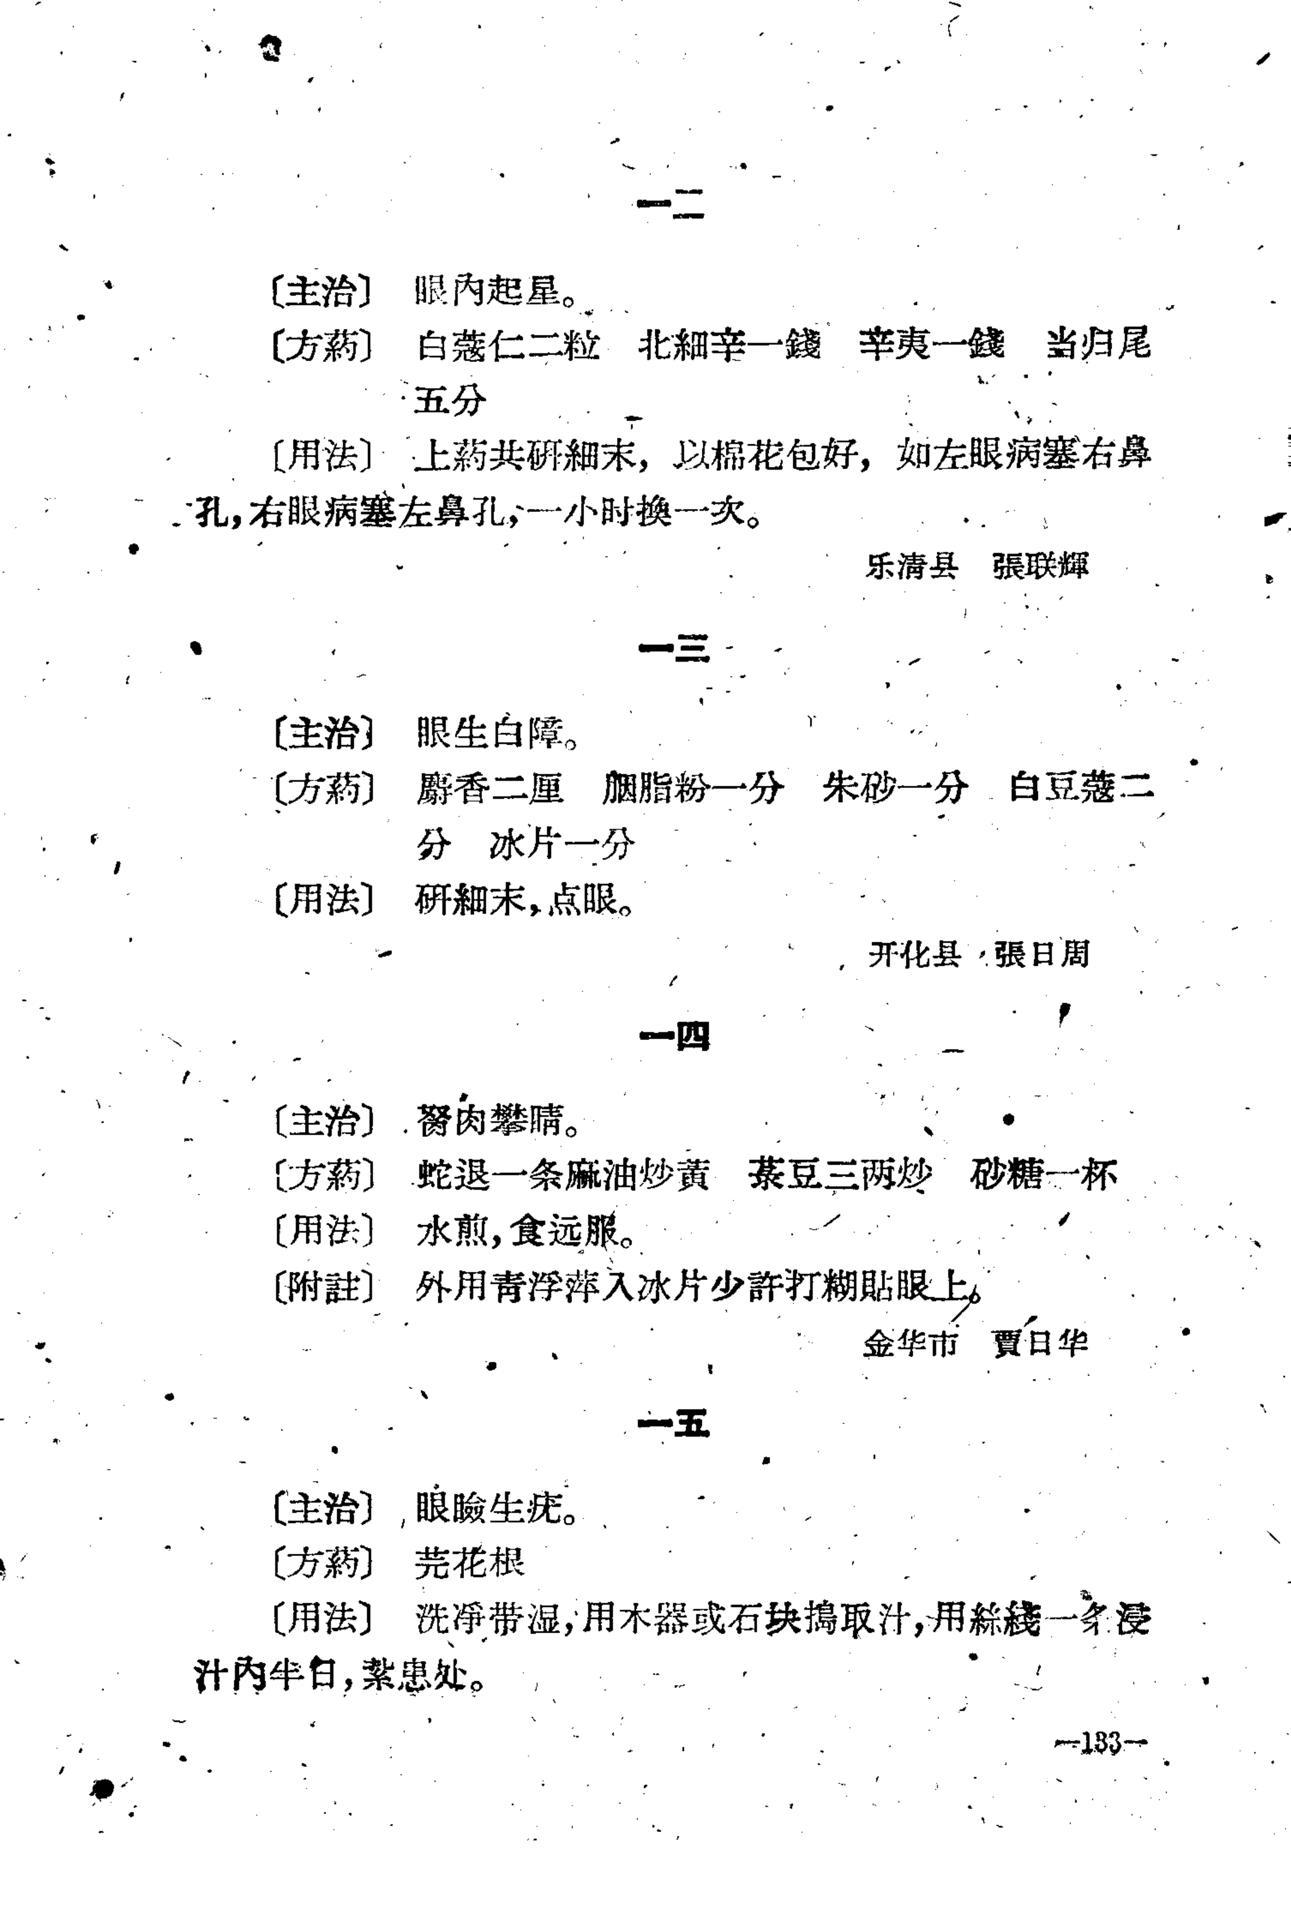 一二
〔主治〕 眼內起星。
〔方葯〕 白蔻仁二粒 北細辛一錢 辛夷一錢 当归尾
五分
〔用法〕 上葯共研細末，以棉花包好，如左眼病塞右鼻
孔，右眼病塞左鼻孔，一小时換一次。
乐清县 張联輝
一三
〔主治〕 眼生白障。
〔方葯〕 麝香二厘 胭脂粉一分 朱砂一分 白豆蔻二
分 冰片一分
〔用法〕 研細末，点眼。
开化县 張日周
一四
〔主治〕 胬肉攀睛。
〔方葯〕 蛇退一条麻油炒黃 菉豆三两炒 砂糖一杯
〔用法〕 水煎，食远服。
〔附註〕 外用青浮萍入冰片少許打糊貼眼上。
金华市 賈日华
一五
〔主治〕 眼瞼生疣。
〔方葯〕 芫花根
〔用法〕 洗凈带湿，用木器或石块搗取汁，用絲綫一条浸
汁內半日，紮患处。
—133—